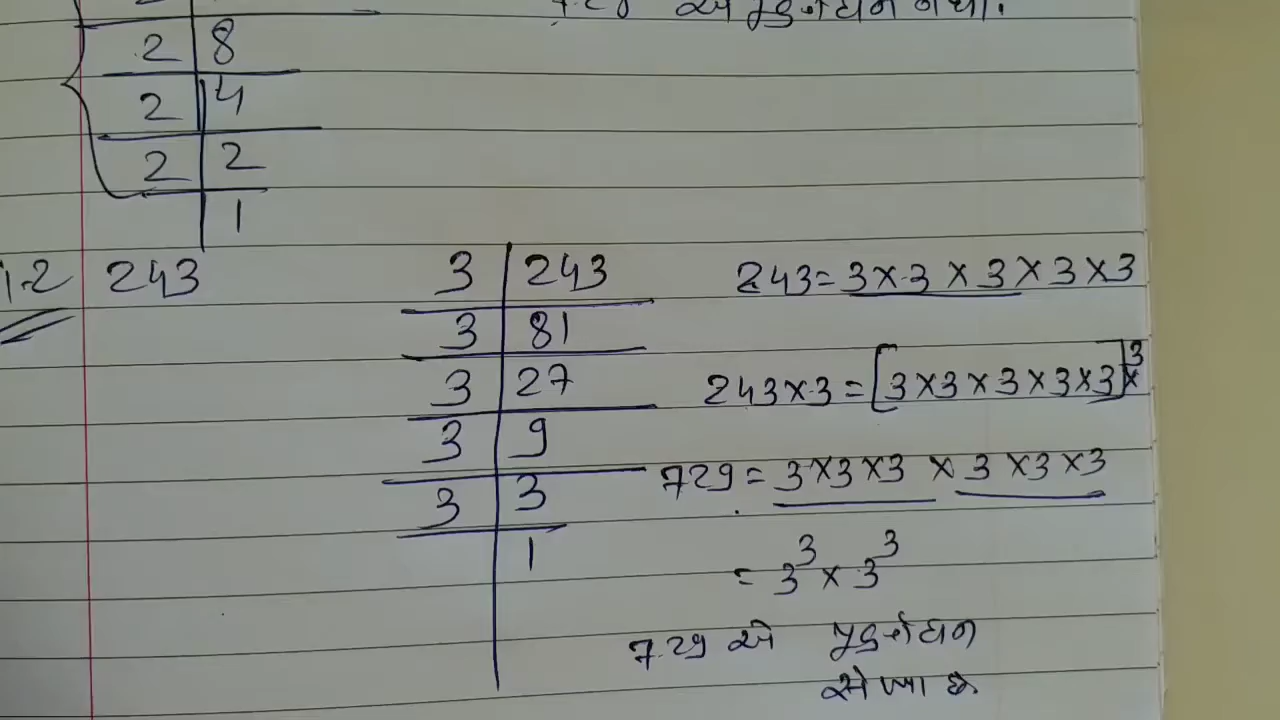 2 | 8
2 | 4
2 | 2
1
1.2 243
3 | 243
3 | 81
3 | 27
3 | 9
3 | 3
1
243 = 3 × 3 × 3 × 3 × 3
243 × 3 = [3 × 3 × 3 × 3 × 3] × 3
729 = 3 × 3 × 3 × 3 × 3 × 3
= 3³ × 3³
729 એ પૂર્ણઘન
સંખ્યા છે.